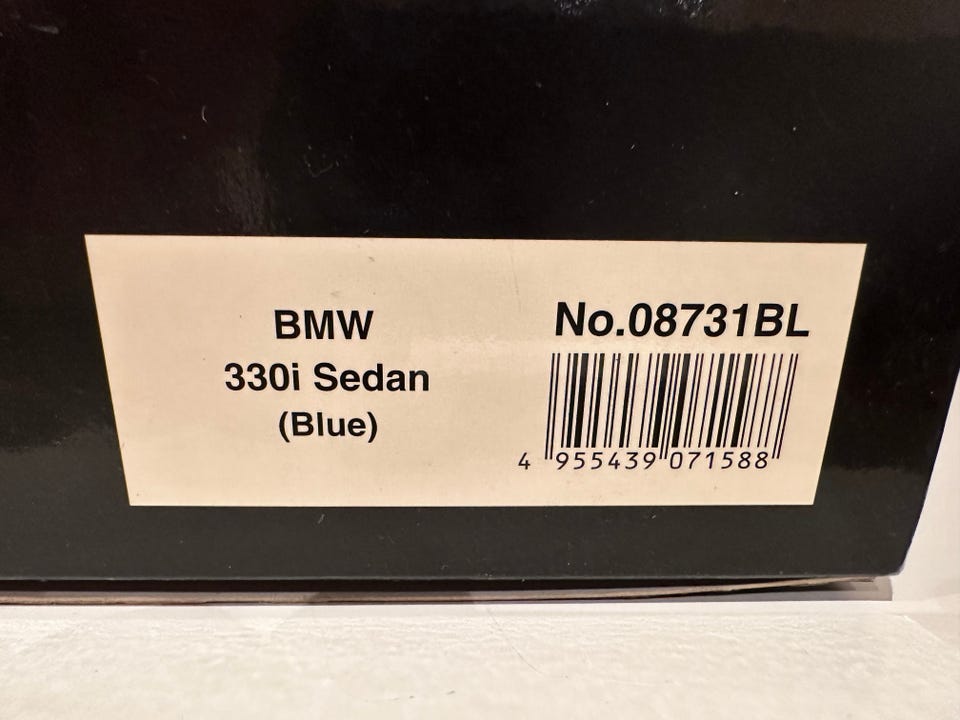 BMW
330i Sedan
(Blue)
No.08731BL
4 955439 071588